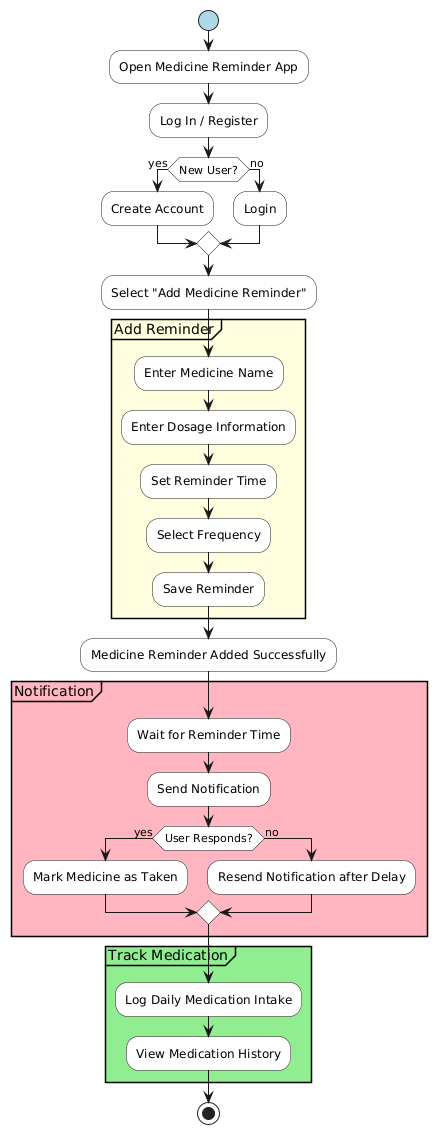 Open Medicine Reminder App
Log In / Register
yes
New User?
no
Create Account
Login
Select "Add Medicine Reminder"
Add Reminder
Enter Medicine Name
Enter Dosage Information
Set Reminder Time
Select Frequency
Save Reminder
Medicine Reminder Added Successfully
Notification
Wait for Reminder Time
Send Notification
yes
User Responds?
no
Mark Medicine as Taken
Resend Notification after Delay
Track Medication
Log Daily Medication Intake
View Medication History